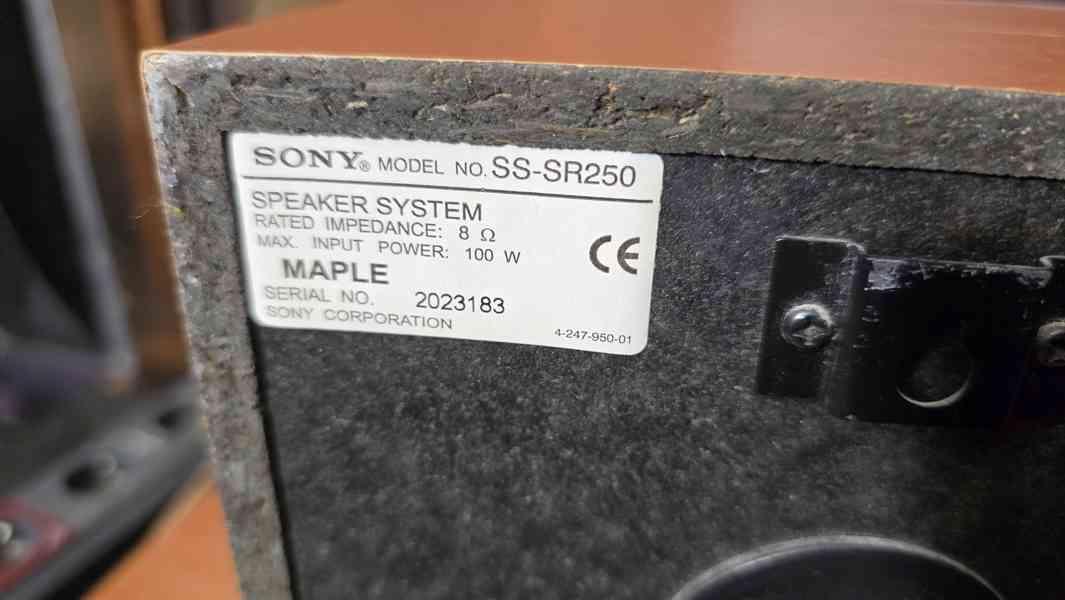 SONY® MODEL NO. SS-SR250
SPEAKER SYSTEM
RATED IMPEDANCE: 8 Ω
MAX. INPUT POWER: 100 W
MAPLE
SERIAL NO. 2023183
SONY CORPORATION
4-247-950-01
CE